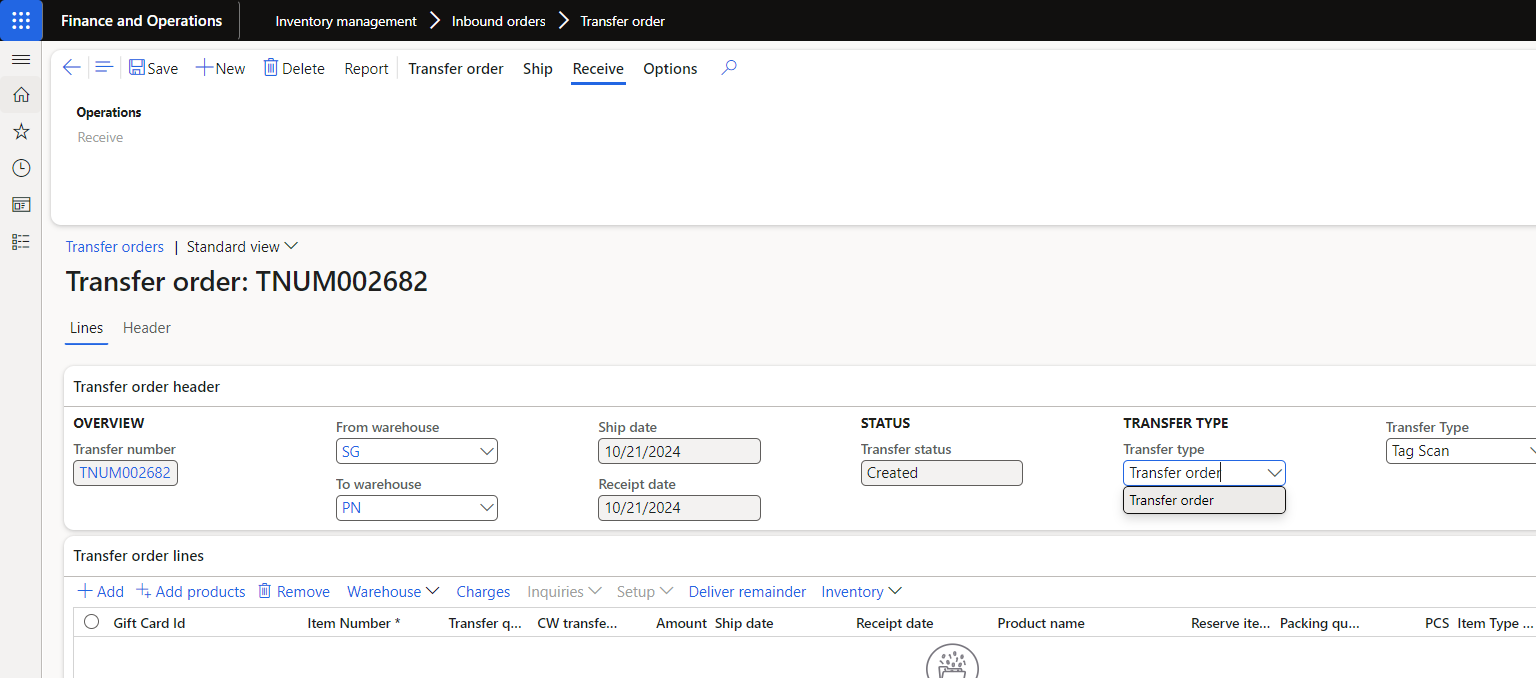 Finance and Operations Inventory management Inbound orders Transfer order
Save New Delete Report Transfer order Ship Receive Options
Operations
Receive
Transfer orders | Standard view
Transfer order: TNUM002682
Lines Header
Transfer order header
OVERVIEW
Transfer number
TNUM002682
From warehouse
SG
To warehouse
PN
Ship date
10/21/2024
Receipt date
10/21/2024
STATUS
Transfer status
Created
TRANSFER TYPE
Transfer type
Transfer order
Transfer order
Transfer Type
Tag Scan
Transfer order lines
Add Add products Remove Warehouse Charges Inquiries Setup Deliver remainder Inventory
Gift Card Id Item Number * Transfer q... CW transfe... Amount Ship date Receipt date Product name Reserve ite... Packing qu... PCS Item Type ...